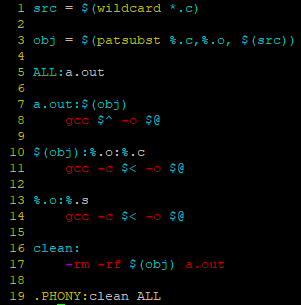 1 src = $(wildcard *.c)
2
3 obj = $(patsubst %.c,%.o, $(src))
4
5 ALL:a.out
6
7 a.out:$(obj)
8     gcc $^ -o $@
9
10 $(obj):%.o:%.c
11     gcc -c $< -o $@
12
13 %.o:%.s
14     gcc -c $< -o $@
15
16 clean:
17     -rm -rf $(obj) a.out
18
19 .PHONY:clean ALL